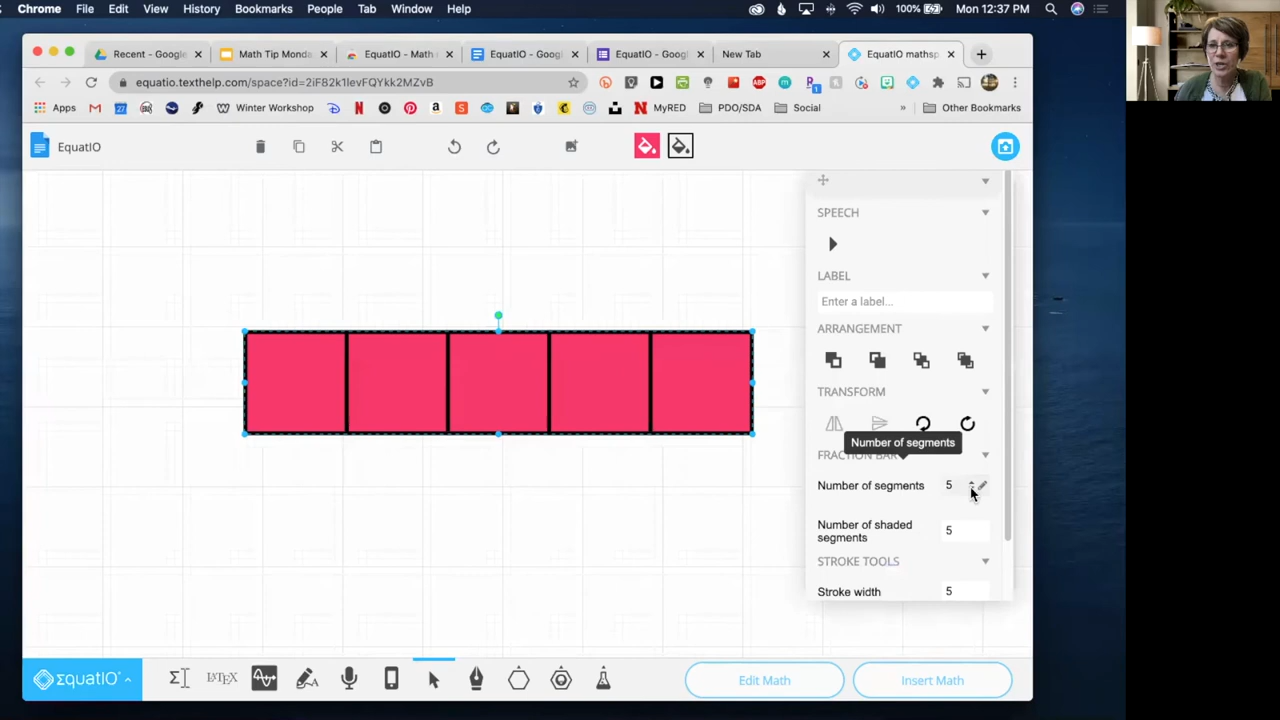 Chrome File Edit View History Bookmarks People Tab Window Help 100% Mon 12:37 PM
Recent - Google Math Tip Monda EquatIO - Math EquatIO - Goog EquatIO - Googl New Tab EquatIO mathsp
equatio.texthelp.com/space?id=2iF82k1levFQYkk2MZvB
Apps Winter Workshop MyRED PDO/SDA Social » Other Bookmarks
EquatIO
SPEECH
LABEL
Enter a label...
ARRANGEMENT
TRANSFORM
Number of segments
FRACTION BAR
Number of segments 5
Number of shaded segments 5
STROKE TOOLS
Stroke width 5
EquatIO LATEX Edit Math Insert Math